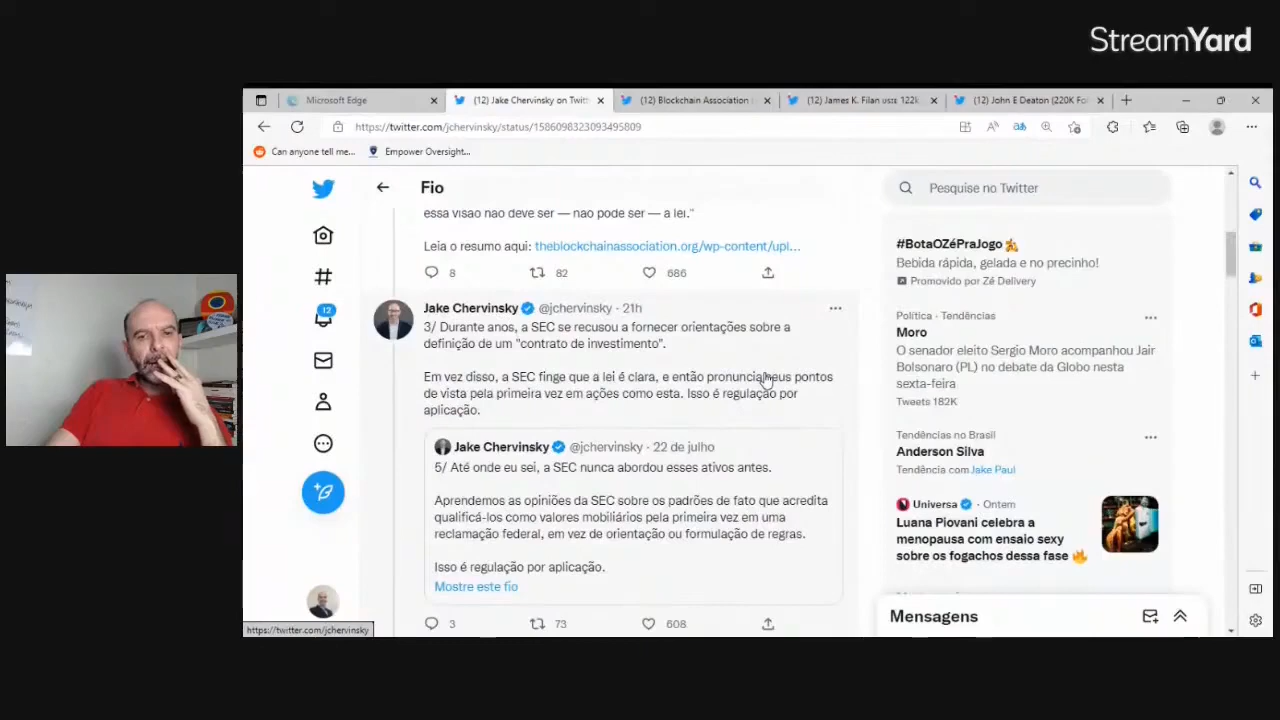 StreamYard
Microsoft Edge
(12) Jake Chervinsky on Twitt
(12) Blockchain Association
(12) James K. Filan
122k
(12) John E Deaton (220K Fo
https://twitter.com/jchervinsky/status/1586098323093495809
Can anyone tell me...
Empower Oversight...
Fio
Pesquise no Twitter
essa visão não deve ser — não pode ser — a lei."
Leia o resumo aqui: theblockchainassociation.org/wp-content/upl...
8
82
686
Jake Chervinsky @jchervinsky · 21h
3/ Durante anos, a SEC se recusou a fornecer orientações sobre a
definição de um "contrato de investimento".
Em vez disso, a SEC finge que a lei é clara, e então pronuncia seus pontos
de vista pela primeira vez em ações como esta. Isso é regulação por
aplicação.
Jake Chervinsky @jchervinsky · 22 de julho
5/ Até onde eu sei, a SEC nunca abordou esses ativos antes.
Aprendemos as opiniões da SEC sobre os padrões de fato que acredita
qualificá-los como valores mobiliários pela primeira vez em uma
reclamação federal, em vez de orientação ou formulação de regras.
Isso é regulação por aplicação.
Mostre este fio
3
73
608
12
https://twitter.com/jchervinsky
#BotaOZéPraJogo
Bebida rápida, gelada e no precinho!
Promovido por Zé Delivery
Política · Tendências
Moro
O senador eleito Sergio Moro acompanhou Jair
Bolsonaro (PL) no debate da Globo nesta
sexta-feira
Tweets 182K
Tendências no Brasil
Anderson Silva
Tendência com Jake Paul
Universa · Ontem
Luana Piovani celebra a
menopausa com ensaio sexy
sobre os fogachos dessa fase
Mensagens